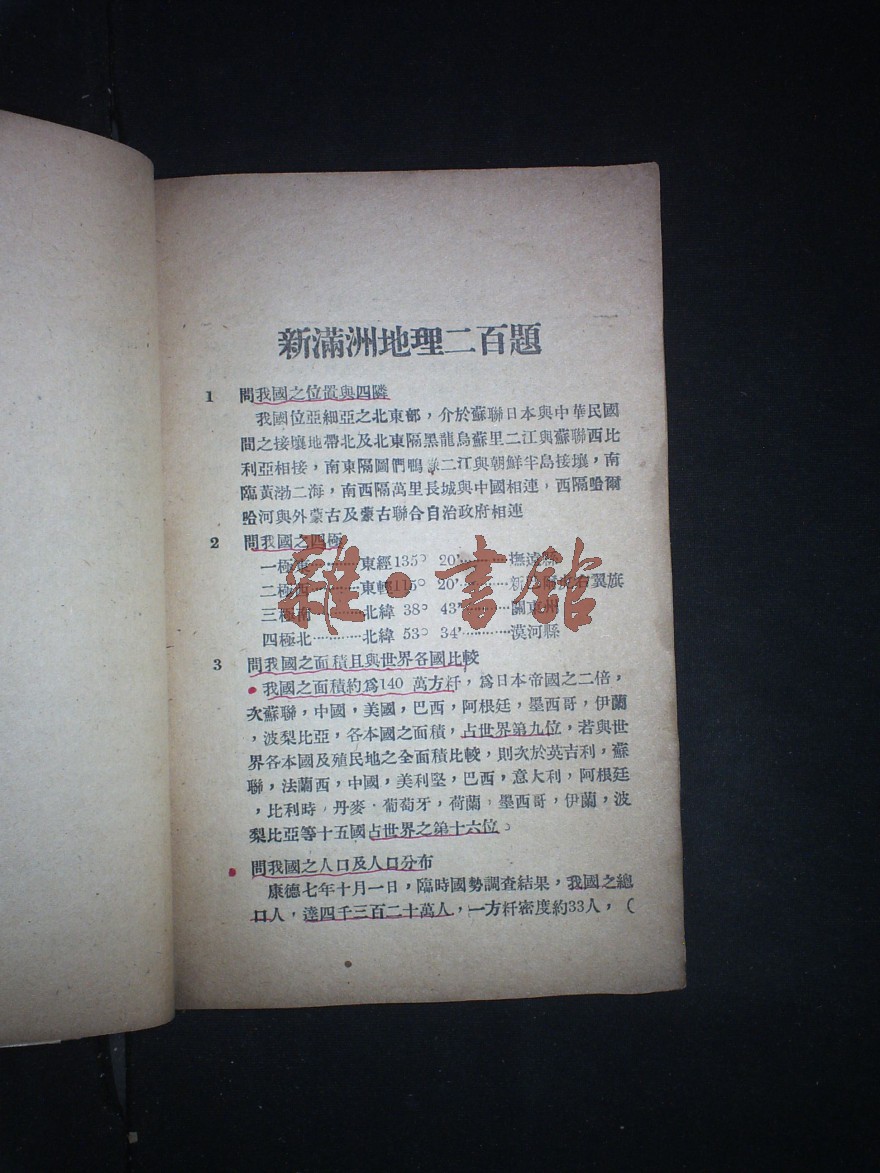 新滿洲地理二百題
1 問我國之位置與四隣
我國位亞細亞之北東部，介於蘇聯日本與中華民國
間之接壤地帶北及北東隔黑龍烏蘇里二江與蘇聯西比
利亞相接，南東隔圖們鴨綠二江與朝鮮半島接壤，南
臨黃渤二海，南西隔萬里長城與中國相連，西隔哈爾
哈河與外蒙古及蒙古聯合自治政府相連
2 問我國之四極
一極東…………東經135° 20′…………撫遠縣
二極西…………東經115° 20′…………新 右翼旗
三極南…………北緯 38° 43′…………關東州
四極北…………北緯 53° 34′…………漠河縣
雜·書館
3 問我國之面積且與世界各國比較
我國之面積約爲140 萬方粁，爲日本帝國之二倍，
次蘇聯，中國，美國，巴西，阿根廷，墨西哥，伊蘭
，波梨比亞，各本國之面積，占世界第九位，若與世
界各本國及殖民地之全面積比較，則次於英吉利，蘇
聯，法蘭西，中國，美利堅，巴西，意大利，阿根廷
，比利時，丹麥·葡萄牙，荷蘭，墨西哥，伊蘭，波
梨比亞等十五國占世界之第十六位。
問我國之人口及人口分布
康德七年十月一日，臨時國勢調查結果，我國之總
口人，達四千三百二十萬人，一方粁密度約33人，（